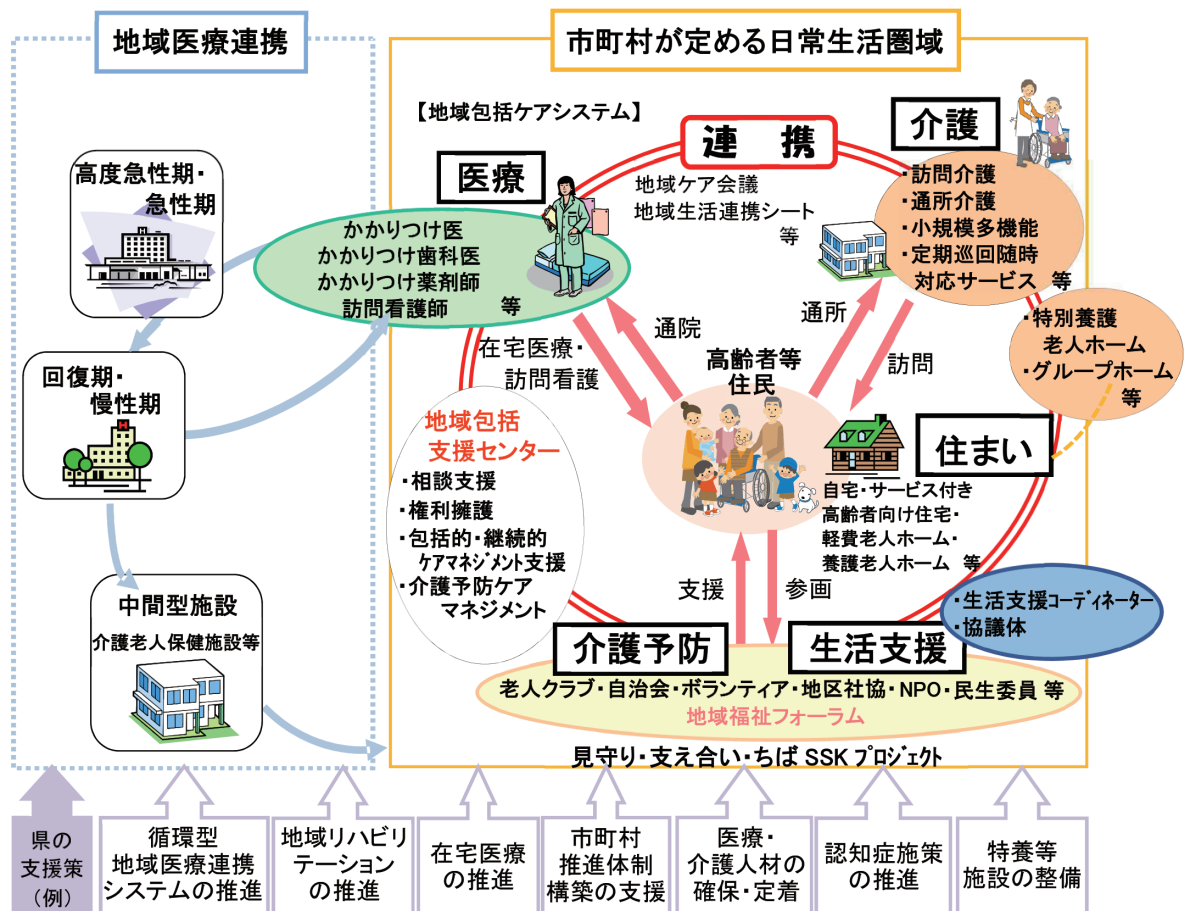 地域医療連携
市町村が定める日常生活圏域
【地域包括ケアシステム】
連　携
地域ケア会議
地域生活連携シート
等
医療
かかりつけ医
かかりつけ歯科医
かかりつけ薬剤師
訪問看護師　等
介護
・訪問介護
・通所介護
・小規模多機能
・定期巡回随時
対応サービス　等
・特別養護
老人ホーム
・グループホーム
等
高度急性期・
急性期
H
回復期・
慢性期
H
中間型施設
介護老人保健施設等
在宅医療・
訪問看護
通院
通所
訪問
高齢者等
住民
地域包括
支援センター
・相談支援
・権利擁護
・包括的・継続的
ケアマネジメント支援
・介護予防ケア
マネジメント
住まい
自宅・サービス付き
高齢者向け住宅・
軽費老人ホーム・
養護老人ホーム　等
支援
参画
・生活支援コーディネーター
・協議体
介護予防
生活支援
老人クラブ・自治会・ボランティア・地区社協・NPO・民生委員 等
地域福祉フォーラム
見守り・支え合い・ちば SSK プロジェクト
県の
支援策
（例）
循環型
地域医療連携
システムの推進
地域リハビリ
テーション
の推進
在宅医療
の推進
市町村
推進体制
構築の支援
医療・
介護人材の
確保・定着
認知症施策
の推進
特養等
施設の整備